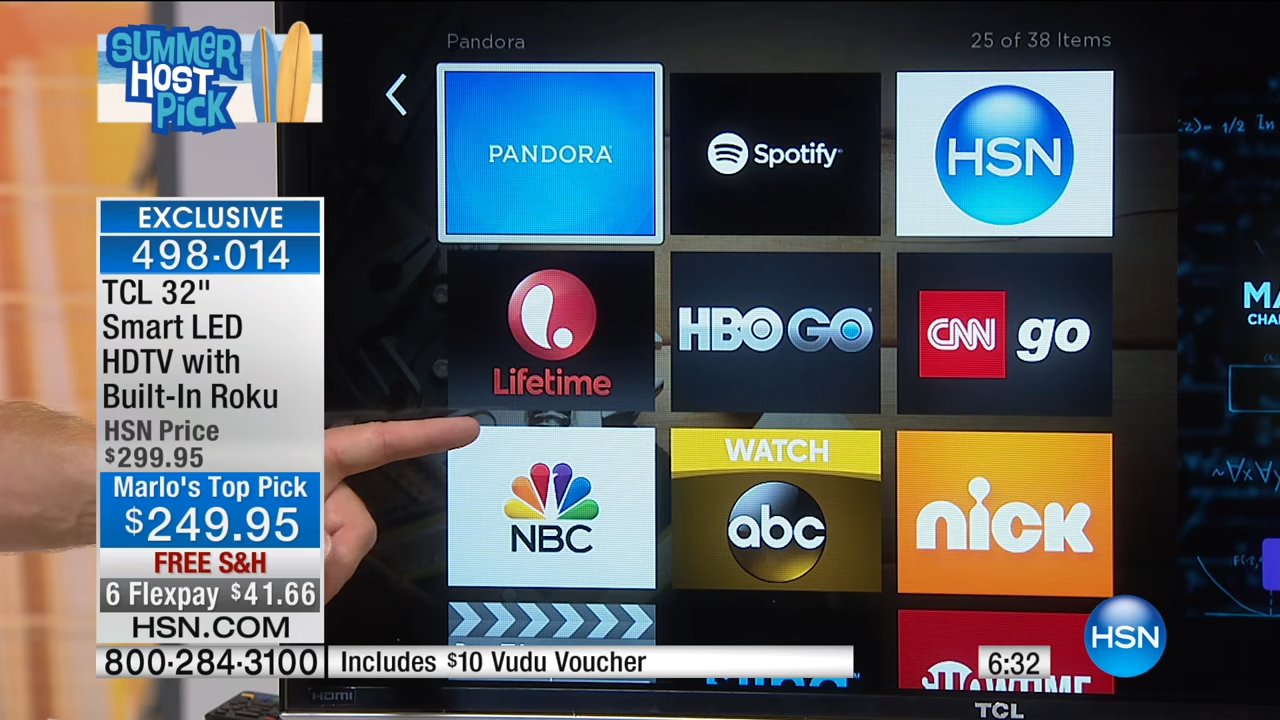 SUMMER
HOST
PICK
EXCLUSIVE
498·014
TCL 32"
Smart LED
HDTV with
Built-In Roku
HSN Price
$299.95
Marlo's Top Pick
$249.95
FREE S&H
6 Flexpay $41.66
HSN.COM
800·284·3100
Includes $10 Vudu Voucher
6:32
HSN
Pandora
25 of 38 Items
PANDORA
Spotify
HSN
Lifetime
HBO GO
CNN go
NBC
WATCH
abc
nick
SHOWTIME
HDMI
TCL